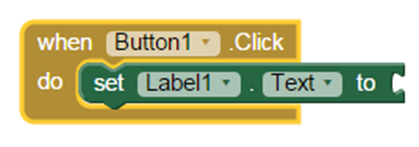 when Button1 .Click
do set Label1 . Text to